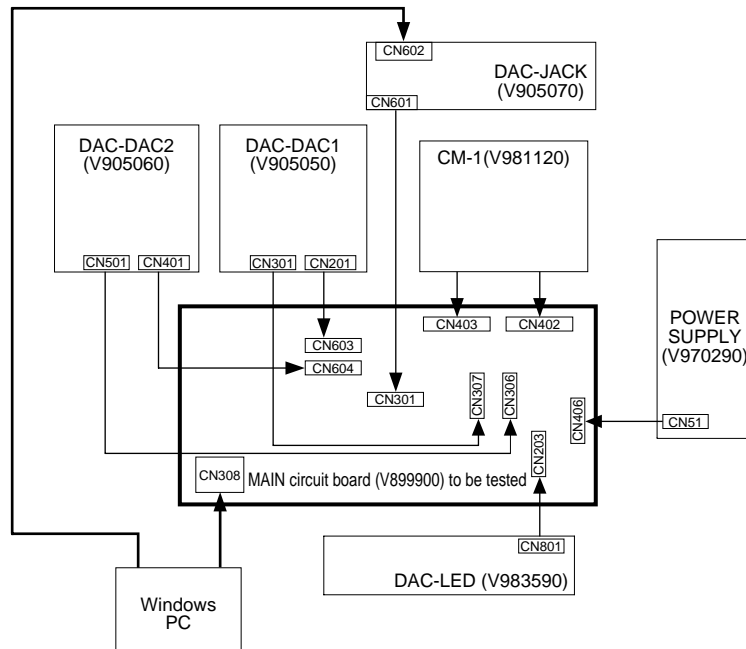 CN602
DAC-JACK
(V905070)
CN601
DAC-DAC2
(V905060)
CN501
CN401
DAC-DAC1
(V905050)
CN301
CN201
CM-1(V981120)
POWER
SUPPLY
(V970290)
CN51
CN403
CN402
CN603
CN604
CN301
CN307
CN306
CN406
CN203
CN308
MAIN circuit board (V899900) to be tested
CN801
DAC-LED (V983590)
Windows
PC